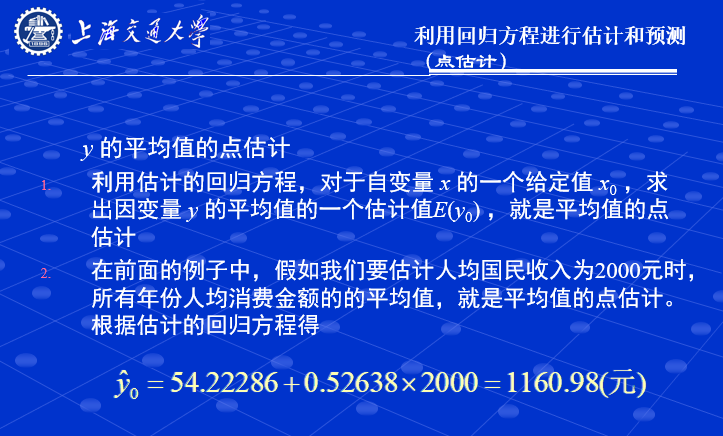 上海交通大学
利用回归方程进行估计和预测
（点估计）
y 的平均值的点估计
1. 利用估计的回归方程，对于自变量 x 的一个给定值 x0 ，求
出因变量 y 的平均值的一个估计值E(y0) ，就是平均值的点
估计
2. 在前面的例子中，假如我们要估计人均国民收入为2000元时，
所有年份人均消费金额的的平均值，就是平均值的点估计。
根据估计的回归方程得
ŷ0 = 54.22286 + 0.52638 × 2000 = 1160.98(元)